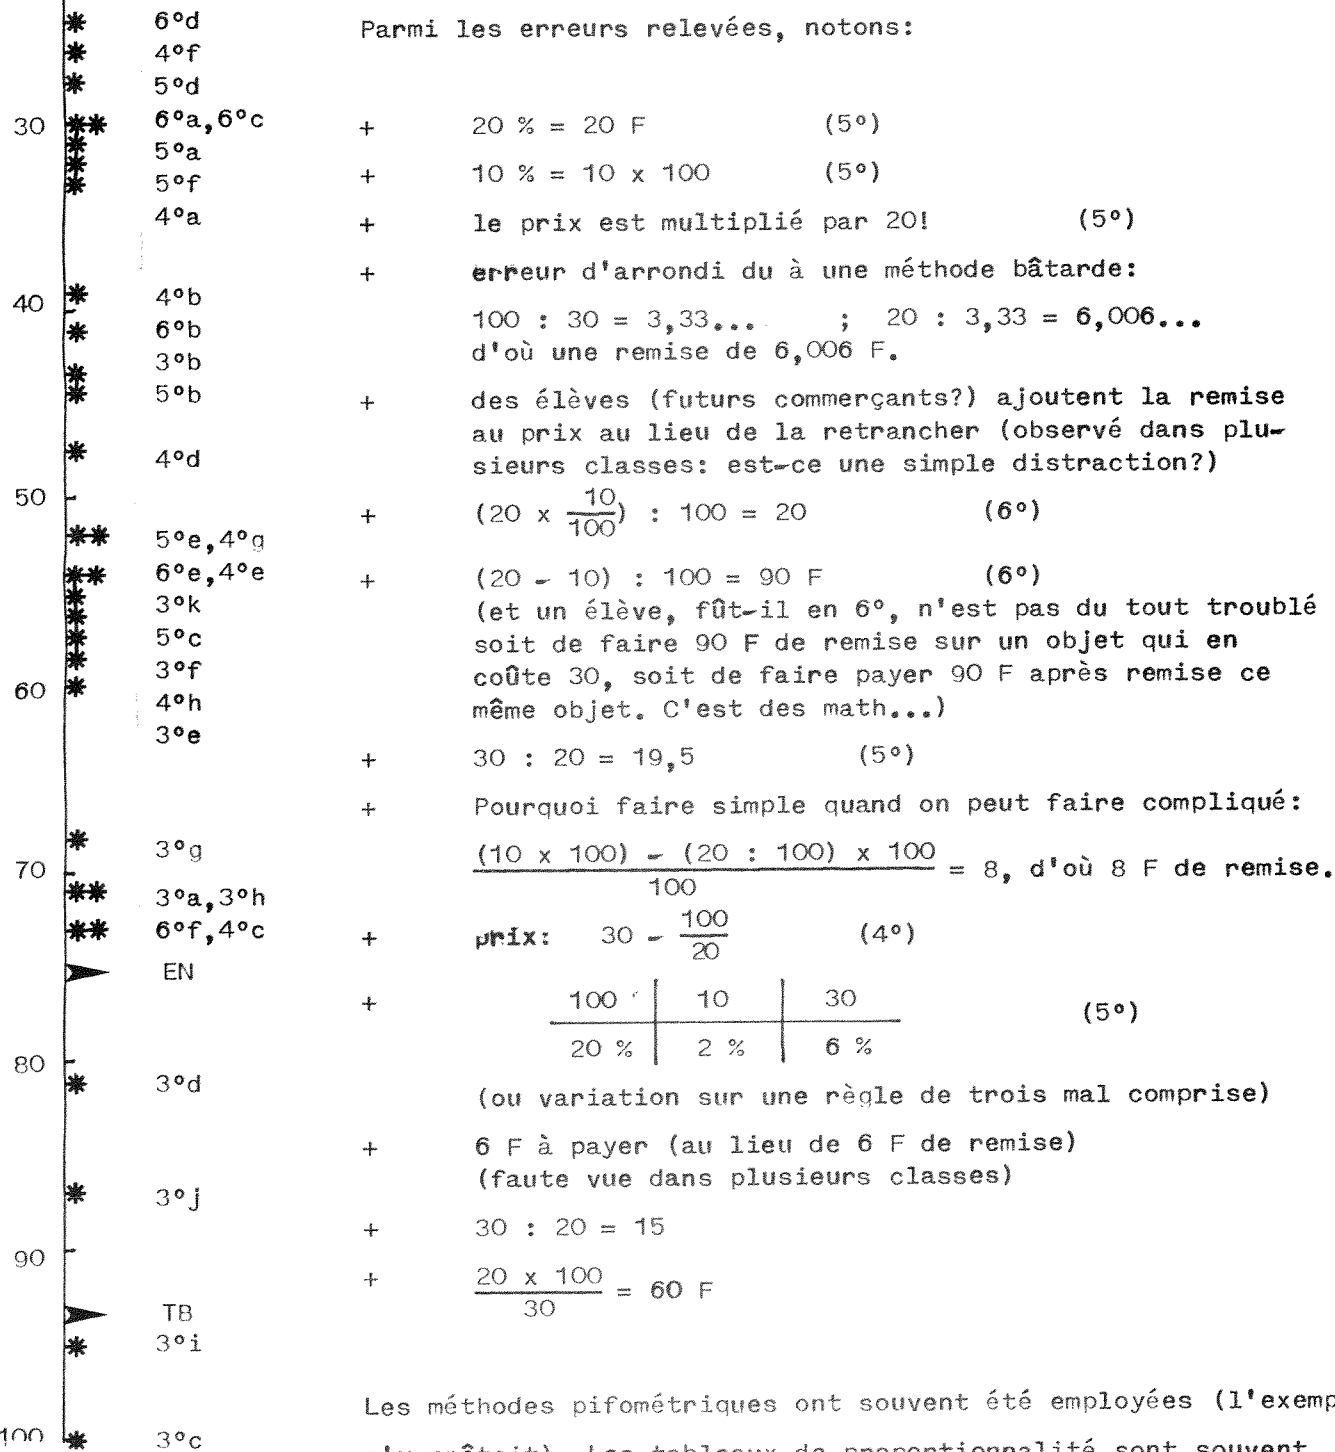 6°d
4°f
5°d
30 6°a,6°c
5°a
5°f
4°a
40 4°b
6°b
3°b
5°b
4°d
50
5°e,4°g
6°e,4°e
3°k
5°c
3°f
60 4°h
3°e
3°g
70
3°a,3°h
6°f,4°c
EN
80
3°d
3°j
90
TB
3°i
100 3°c
Parmi les erreurs relevées, notons:
+ 20 % = 20 F (5°)
+ 10 % = 10 x 100 (5°)
+ le prix est multiplié par 20! (5°)
+ erreur d'arrondi du à une méthode bâtarde:
100 : 30 = 3,33... ; 20 : 3,33 = 6,006...
d'où une remise de 6,006 F.
+ des élèves (futurs commerçants?) ajoutent la remise
au prix au lieu de la retrancher (observé dans plu-
sieurs classes: est-ce une simple distraction?)
+ (20 x 10/100) : 100 = 20 (6°)
+ (20 - 10) : 100 = 90 F (6°)
(et un élève, fût-il en 6°, n'est pas du tout troublé
soit de faire 90 F de remise sur un objet qui en
coûte 30, soit de faire payer 90 F après remise ce
même objet. C'est des math...)
+ 30 : 20 = 19,5 (5°)
+ Pourquoi faire simple quand on peut faire compliqué:
(10 x 100) - (20 : 100) x 100
= 8, d'où 8 F de remise.
100
+ prix: 30 - 100/20 (4°)
+ 100 10 30 (5°)
20 % 2 % 6 %
(ou variation sur une règle de trois mal comprise)
+ 6 F à payer (au lieu de 6 F de remise)
(faute vue dans plusieurs classes)
+ 30 : 20 = 15
+ 20 x 100
= 60 F
30
Les méthodes pifométriques ont souvent été employées (l'exemp
Les tableaux de proportionnalité sont souvent